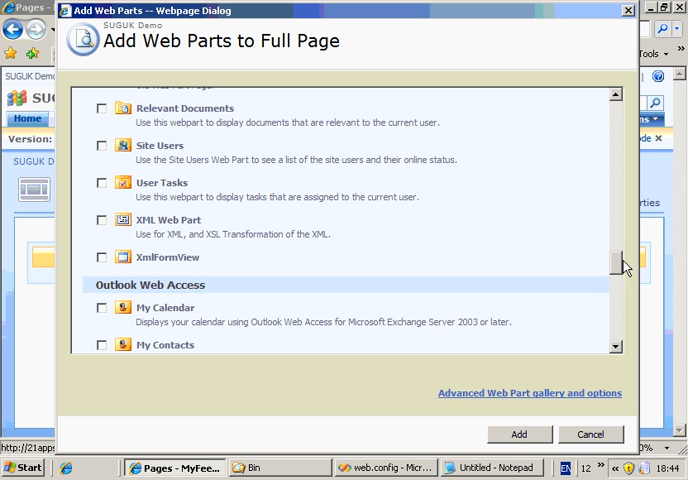 Pages -
Add Web Parts -- Webpage Dialog
SUGUK Demo
Add Web Parts to Full Page
Tools
SUGUK Demo
SUG
Home
Version:
SUGUK D
Relevant Documents
Use this webpart to display documents that are relevant to the current user.
Site Users
Use the Site Users Web Part to see a list of the site users and their online status.
User Tasks
Use this webpart to display tasks that are assigned to the current user.
XML Web Part
Use for XML, and XSL Transformation of the XML.
XmlFormView
Outlook Web Access
My Calendar
Displays your calendar using Outlook Web Access for Microsoft Exchange Server 2003 or later.
My Contacts
Advanced Web Part gallery and options
Add
Cancel
http://21apps
0%
Start
Pages - MyFee...
Bin
web.config - Micr...
Untitled - Notepad
EN
12
»
«
18:44